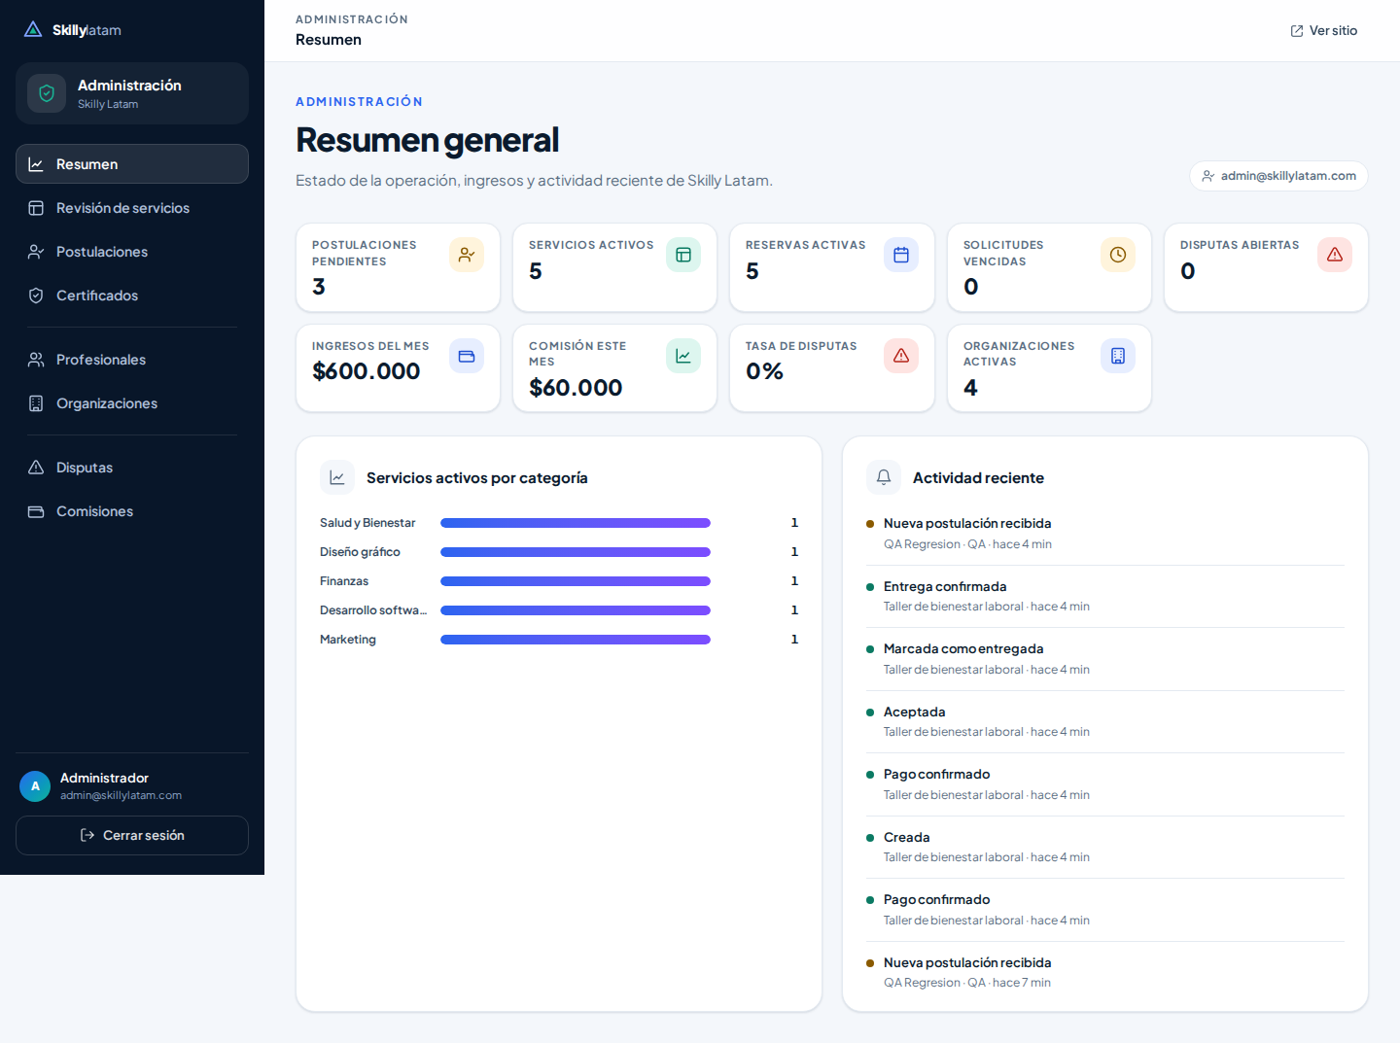 Skillylatam
Administración
Skilly Latam
Resumen
Revisión de servicios
Postulaciones
Certificados
Profesionales
Organizaciones
Disputas
Comisiones
A
Administrador
admin@skillylatam.com
Cerrar sesión
ADMINISTRACIÓN
Resumen
Ver sitio
ADMINISTRACIÓN
Resumen general
Estado de la operación, ingresos y actividad reciente de Skilly Latam.
admin@skillylatam.com
POSTULACIONES
PENDIENTES
3
SERVICIOS ACTIVOS
5
RESERVAS ACTIVAS
5
SOLICITUDES
VENCIDAS
0
DISPUTAS ABIERTAS
0
INGRESOS DEL MES
$600.000
COMISIÓN ESTE
MES
$60.000
TASA DE DISPUTAS
0%
ORGANIZACIONES
ACTIVAS
4
Servicios activos por categoría
Salud y Bienestar 1
Diseño gráfico 1
Finanzas 1
Desarrollo softwa... 1
Marketing 1
Actividad reciente
Nueva postulación recibida
QA Regresion · QA · hace 4 min
Entrega confirmada
Taller de bienestar laboral · hace 4 min
Marcada como entregada
Taller de bienestar laboral · hace 4 min
Aceptada
Taller de bienestar laboral · hace 4 min
Pago confirmado
Taller de bienestar laboral · hace 4 min
Creada
Taller de bienestar laboral · hace 4 min
Pago confirmado
Taller de bienestar laboral · hace 4 min
Nueva postulación recibida
QA Regresion · QA · hace 7 min